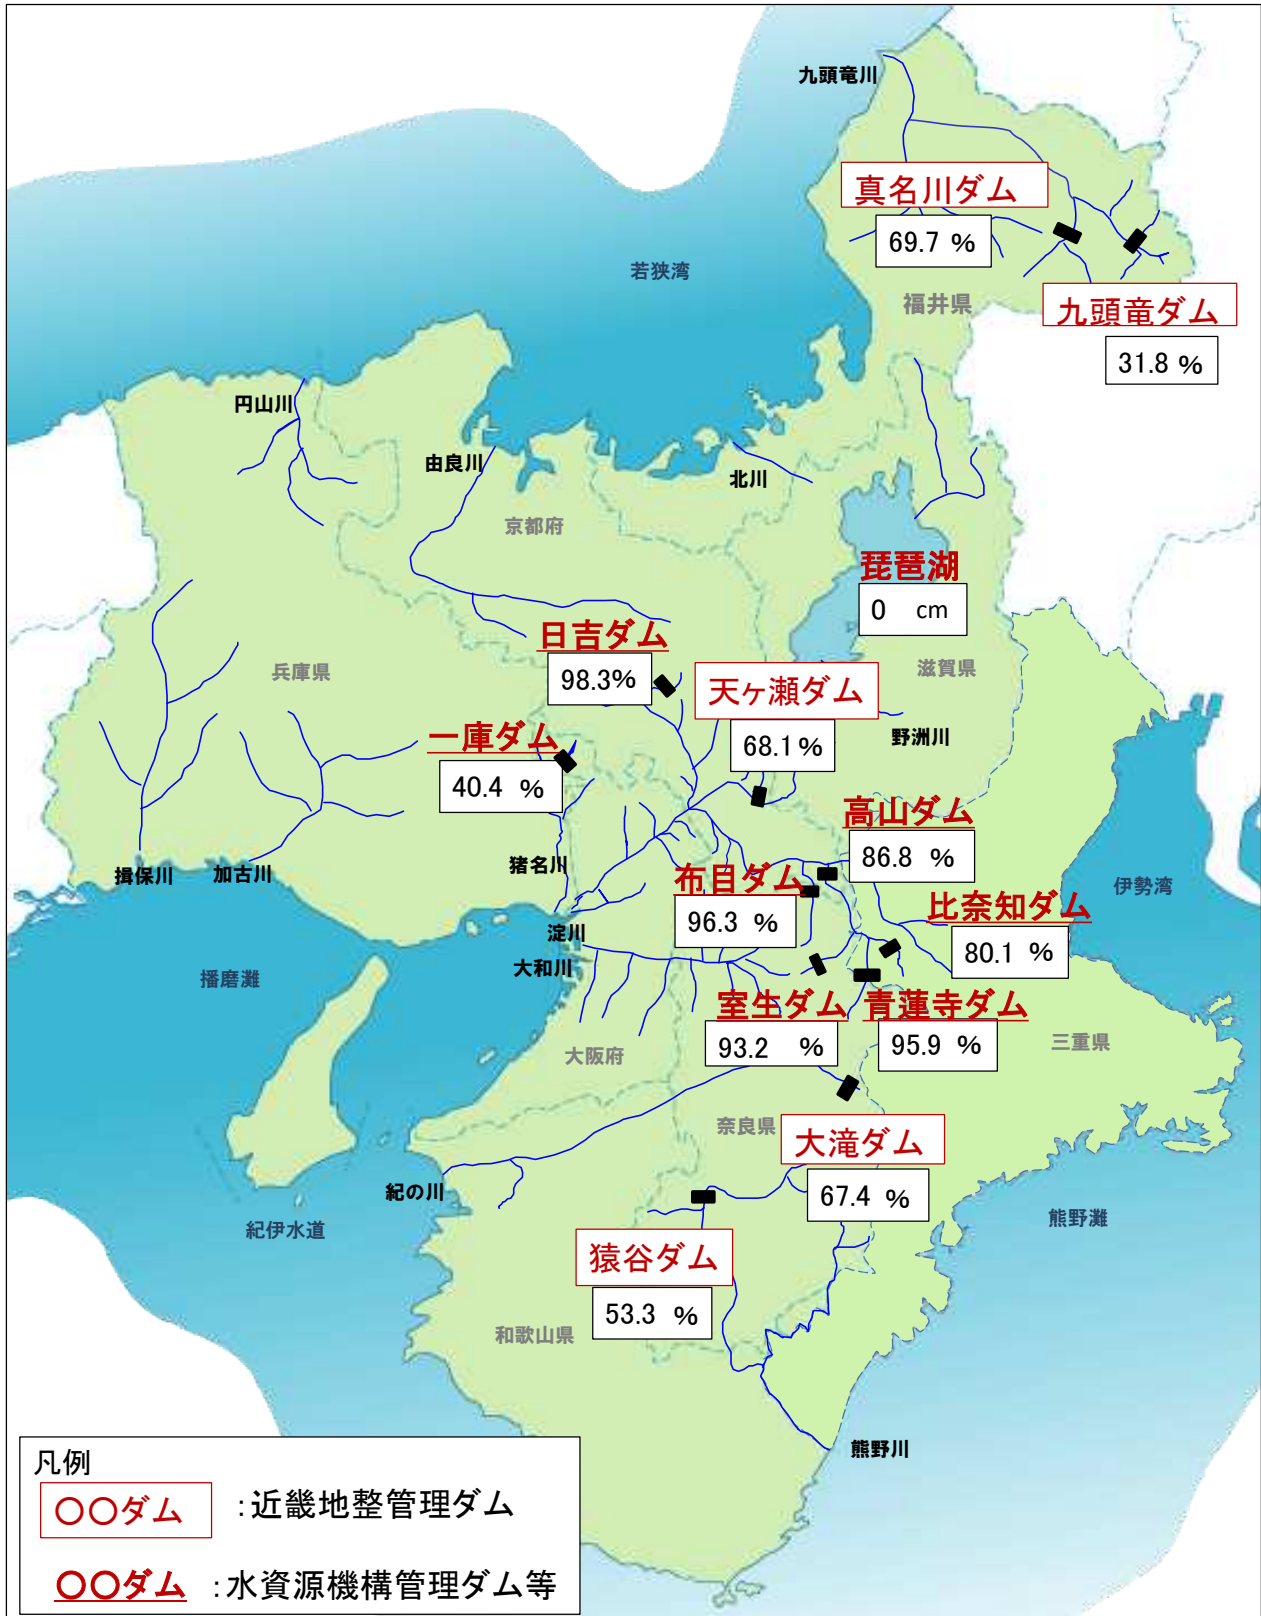 九頭竜川
真名川ダム
69.7 %
若狭湾
福井県
九頭竜ダム
31.8 %
円山川
由良川
北川
京都府
琵琶湖
0 cm
日吉ダム
98.3%
兵庫県
滋賀県
天ヶ瀬ダム
68.1%
野洲川
一庫ダム
40.4 %
高山ダム
86.8 %
猪名川
揖保川
加古川
布目ダム
96.3 %
伊勢湾
比奈知ダム
80.1 %
淀川
大和川
播磨灘
室生ダム
93.2 %
青蓮寺ダム
95.9 %
大阪府
三重県
奈良県
大滝ダム
67.4 %
紀の川
紀伊水道
熊野灘
猿谷ダム
53.3 %
和歌山県
熊野川
凡例
〇〇ダム :近畿地整管理ダム
〇〇ダム :水資源機構管理ダム等